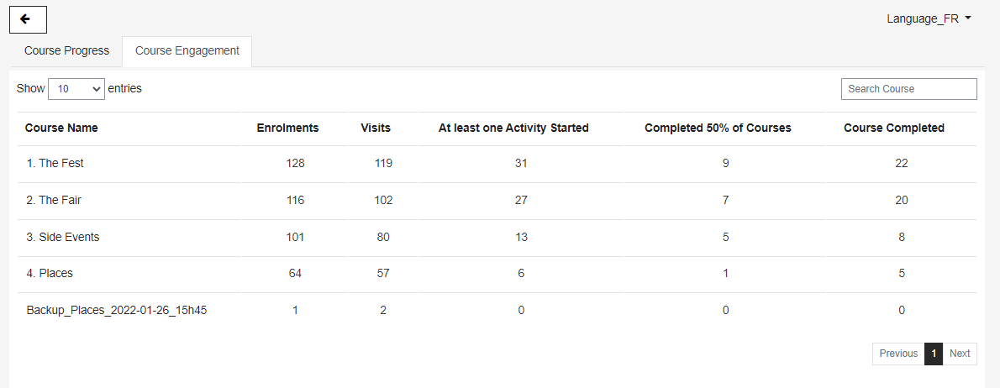 Language_FR
Course Progress Course Engagement
Show 10 entries Search Course
Course Name Enrolments Visits At least one Activity Started Completed 50% of Courses Course Completed
1. The Fest 128 119 31 9 22
2. The Fair 116 102 27 7 20
3. Side Events 101 80 13 5 8
4. Places 64 57 6 1 5
Backup_Places_2022-01-26_15h45 1 2 0 0 0
Previous 1 Next